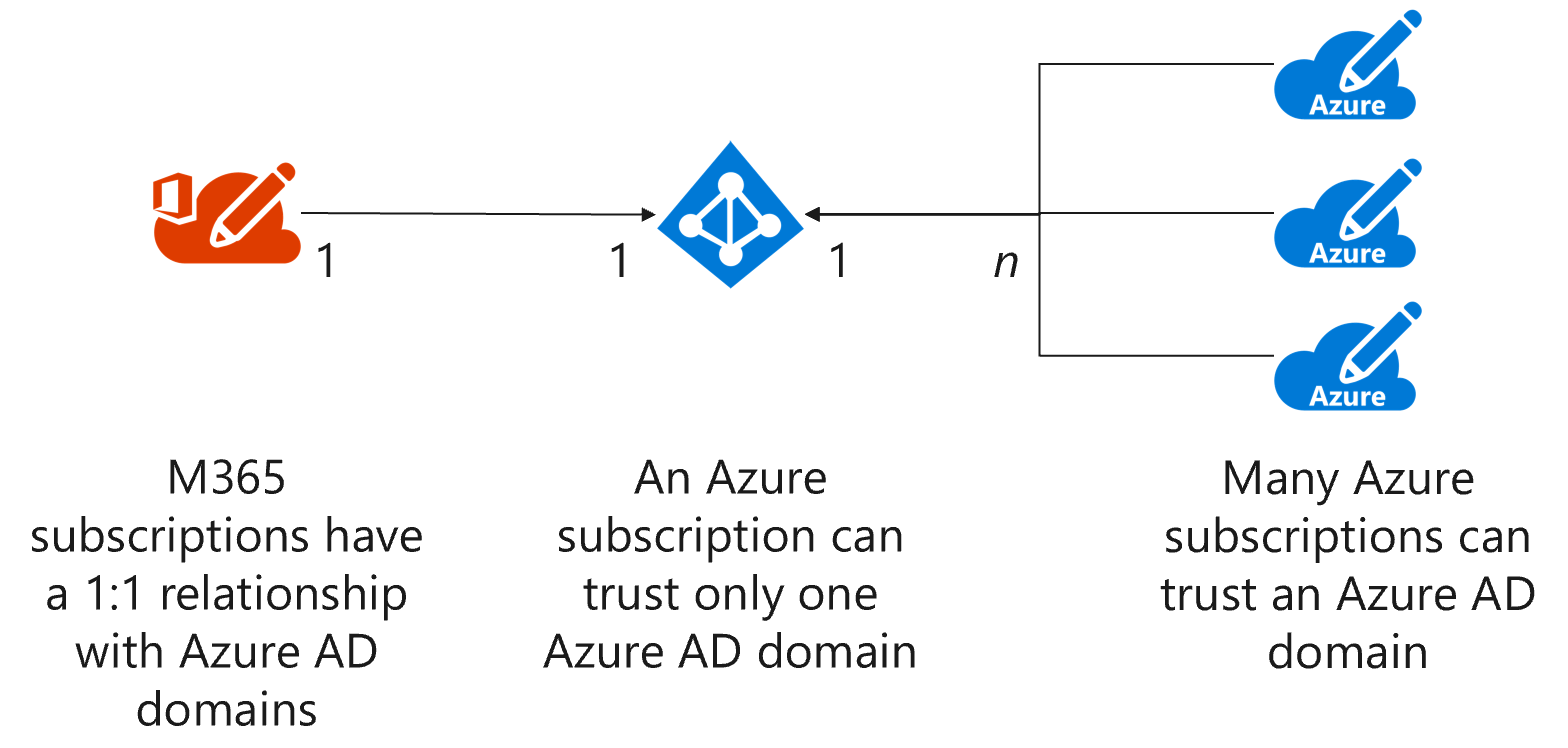 Azure
Azure
Azure
1
1
1
n
M365
subscriptions have
a 1:1 relationship
with Azure AD
domains
An Azure
subscription can
trust only one
Azure AD domain
Many Azure
subscriptions can
trust an Azure AD
domain